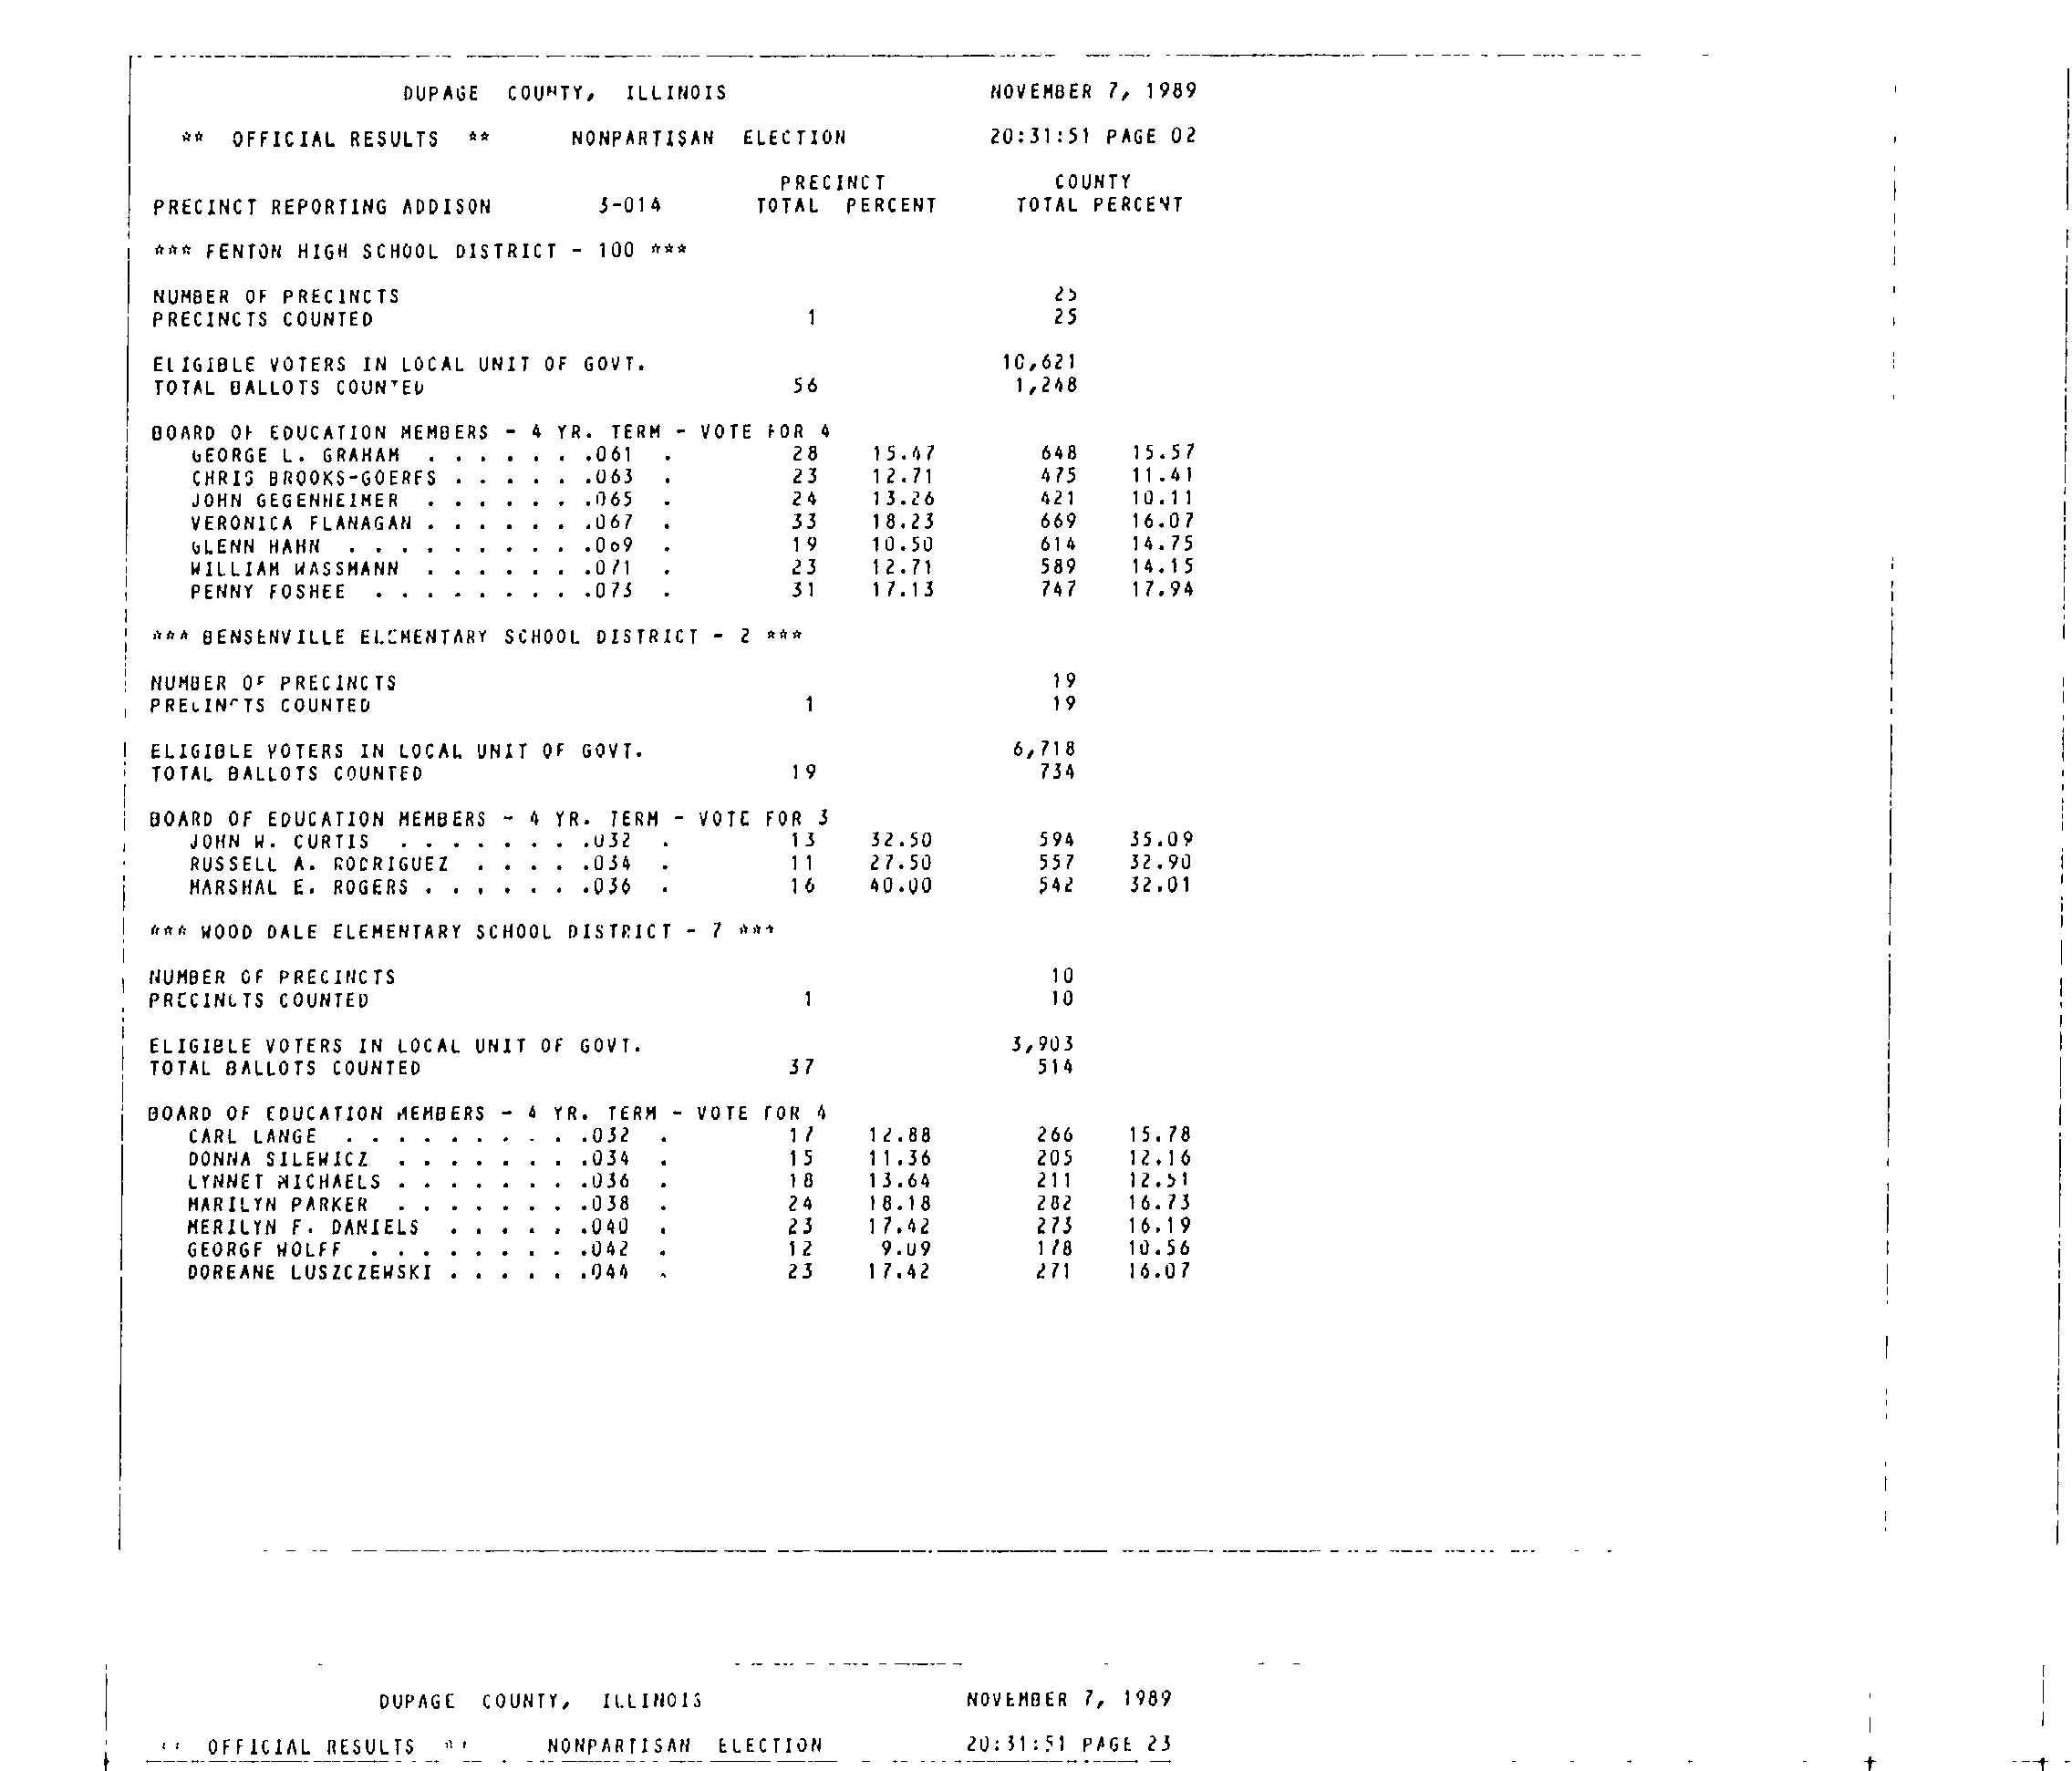 DUPAGE COUNTY, ILLINOIS NOVEMBER 7, 1989
** OFFICIAL RESULTS ** NONPARTISAN ELECTION 20:31:51 PAGE 02
PRECINCT COUNTY
PRECINCT REPORTING ADDISON 3-014 TOTAL PERCENT TOTAL PERCENT
*** FENTON HIGH SCHOOL DISTRICT - 100 ***
NUMBER OF PRECINCTS 25
PRECINCTS COUNTED 1 25
ELIGIBLE VOTERS IN LOCAL UNIT OF GOVT. 10,621
TOTAL BALLOTS COUNTED 56 1,248
BOARD OF EDUCATION MEMBERS - 4 YR. TERM - VOTE FOR 4
GEORGE L. GRAHAM . . . . . . .061 . 28 15.47 648 15.57
CHRIS BROOKS-GOERFS . . . . . .063 . 23 12.71 475 11.41
JOHN GEGENHEIMER . . . . . . .065 . 24 13.26 421 10.11
VERONICA FLANAGAN . . . . . . .067 . 33 18.23 669 16.07
GLENN HAHN . . . . . . . . . .069 . 19 10.50 614 14.75
WILLIAM WASSMANN . . . . . . .071 . 23 12.71 589 14.15
PENNY FOSHEE . . . . . . . . .073 . 31 17.13 747 17.94
*** BENSENVILLE ELEMENTARY SCHOOL DISTRICT - 2 ***
NUMBER OF PRECINCTS 19
PRECINCTS COUNTED 1 19
ELIGIBLE VOTERS IN LOCAL UNIT OF GOVT. 6,718
TOTAL BALLOTS COUNTED 19 734
BOARD OF EDUCATION MEMBERS - 4 YR. TERM - VOTE FOR 3
JOHN W. CURTIS . . . . . . . .032 . 13 32.50 594 35.09
RUSSELL A. RODRIGUEZ . . . . .034 . 11 27.50 557 32.90
MARSHAL E. ROGERS . . . . . . .036 . 16 40.00 542 32.01
*** WOOD DALE ELEMENTARY SCHOOL DISTRICT - 7 ***
NUMBER OF PRECINCTS 10
PRECINCTS COUNTED 1 10
ELIGIBLE VOTERS IN LOCAL UNIT OF GOVT. 3,903
TOTAL BALLOTS COUNTED 37 514
BOARD OF EDUCATION MEMBERS - 4 YR. TERM - VOTE FOR 4
CARL LANGE . . . . . . . . . .032 . 17 12.88 266 15.78
DONNA SILEWICZ . . . . . . . .034 . 15 11.36 205 12.16
LYNNET MICHAELS . . . . . . . .036 . 18 13.64 211 12.51
MARILYN PARKER . . . . . . . .038 . 24 18.18 282 16.73
MERILYN F. DANIELS . . . . . .040 . 23 17.42 273 16.19
GEORGE WOLFF . . . . . . . . .042 . 12 9.09 178 10.56
DOREANE LUSZCZEWSKI . . . . . .044 . 23 17.42 271 16.07
DUPAGE COUNTY, ILLINOIS NOVEMBER 7, 1989
** OFFICIAL RESULTS ** NONPARTISAN ELECTION 20:31:51 PAGE 23